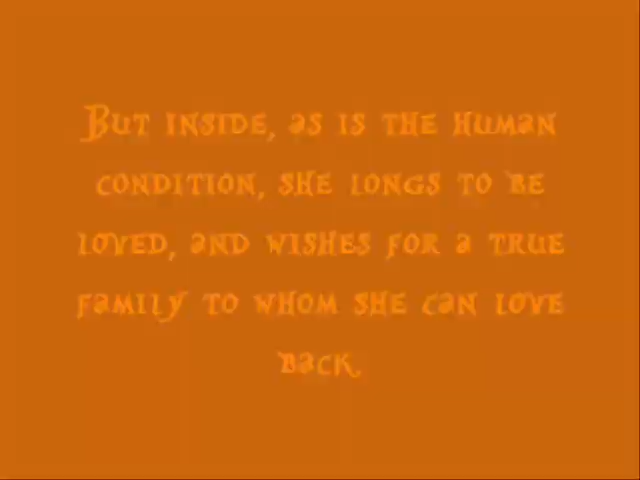 But inside, as is the human
condition, she longs to be
loved, and wishes for a true
family to whom she can love
back.